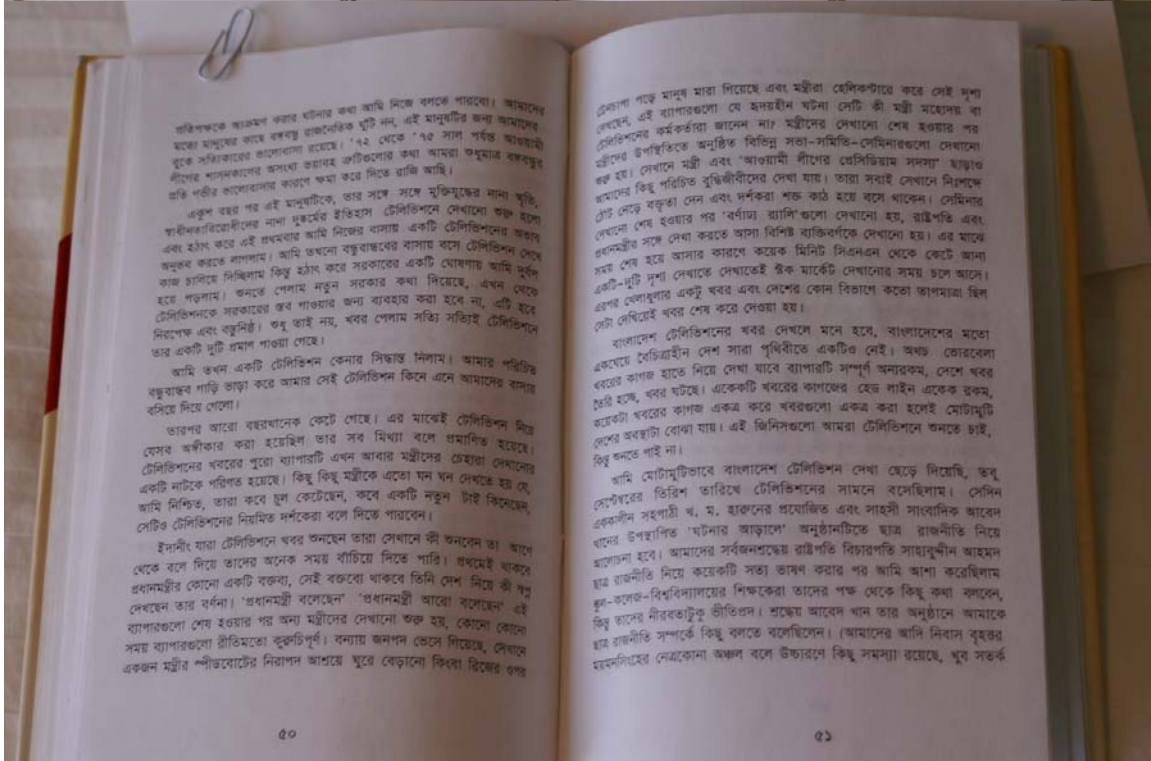 প্রতিপক্ষকে আক্রমণ করার ঘটনার কথা আমি নিজে বলতে পারবো। আমাদের
মতো মানুষের কাছে বঙ্গবন্ধু রাজনৈতিক ঘুটি নন, এই মানুষটির জন্য আমাদের
বুকে সত্যিকারের ভালোবাসা রয়েছে। '৭২ থেকে '৭৫ সাল পর্যন্ত আওয়ামী
লীগের শাসনকালের অসংখ্য ভয়াবহ ত্রুটিগুলোর কথা আমরা শুধুমাত্র বঙ্গবন্ধুর
প্রতি গভীর ভালোবাসার কারণে ক্ষমা করে দিতে রাজি আছি।
একুশ বছর পর এই মানুষটিকে, তার সঙ্গে সঙ্গে মুক্তিযুদ্ধের নানা স্মৃতি,
স্বাধীনতাবিরোধীদের নানা দুষ্কর্মের ইতিহাস টেলিভিশনে দেখানো শুরু হলো
এবং হঠাৎ করে এই প্রথমবার আমি নিজের বাসায় একটি টেলিভিশনের অভাব
অনুভব করতে লাগলাম। আমি তখনো বন্ধুবান্ধবের বাসায় বসে টেলিভিশন দেখে
কাজ চালিয়ে দিচ্ছিলাম কিন্তু হঠাৎ করে সরকারের একটি ঘোষণায় আমি দুর্বল
হয়ে পড়লাম। শুনতে পেলাম নতুন সরকার কথা দিয়েছে, এখন থেকে
টেলিভিশনকে সরকারের স্তব গাওয়ার জন্য ব্যবহার করা হবে না, এটি হবে
নিরপেক্ষ এবং বস্তুনিষ্ঠ। শুধু তাই নয়, খবর পেলাম সত্যি সত্যিই টেলিভিশনে
তার একটি দুটি প্রমাণ পাওয়া গেছে।
আমি তখন একটি টেলিভিশন কেনার সিদ্ধান্ত নিলাম। আমার পরিচিত
বন্ধুবান্ধব গাড়ি ভাড়া করে আমার সেই টেলিভিশন কিনে এনে আমাদের বাসায়
বসিয়ে দিয়ে গেলো।
তারপর আরো বছরখানেক কেটে গেছে। এর মাঝেই টেলিভিশন নিয়ে
যেসব অঙ্গীকার করা হয়েছিল তার সব মিথ্যা বলে প্রমাণিত হয়েছে।
টেলিভিশনের খবরের পুরো ব্যাপারটি এখন আবার মন্ত্রীদের চেহারা দেখানোর
একটি নাটকে পরিণত হয়েছে। কিছু কিছু মন্ত্রীকে এতো ঘন ঘন দেখতে হয় যে,
আমি নিশ্চিত, তারা কবে চুল কেটেছেন, কবে একটি নতুন টাই কিনেছেন,
সেটিও টেলিভিশনের নিয়মিত দর্শকেরা বলে দিতে পারবেন।
ইদানীং যারা টেলিভিশনে খবর শুনছেন তারা সেখানে কী শুনবেন তা আগে
থেকে বলে দিয়ে তাদের অনেক সময় বাঁচিয়ে দিতে পারি। প্রথমেই থাকবে
প্রধানমন্ত্রীর কোনো একটি বক্তব্য, সেই বক্তব্যে থাকবে তিনি দেশ নিয়ে কী স্বপ্ন
দেখছেন তার বর্ণনা। 'প্রধানমন্ত্রী বলেছেন' 'প্রধানমন্ত্রী আরো বলেছেন' এই
ব্যাপারগুলো শেষ হওয়ার পর অন্য মন্ত্রীদের দেখানো শুরু হয়, কোনো কোনো
সময় ব্যাপারগুলো রীতিমতো কুরুচিপূর্ণ। বন্যায় জনপদ ভেসে গিয়েছে, সেখানে
একজন মন্ত্রীর স্পীডবোটের নিরাপদ আশ্রয়ে ঘুরে বেড়ানো কিংবা ব্রিজের ওপর
৫০
ট্রেনচাপা পড়ে মানুষ মারা গিয়েছে এবং মন্ত্রীরা হেলিকপ্টারে করে সেই দৃশ্য
দেখছেন, এই ব্যাপারগুলো যে হৃদয়হীন ঘটনা সেটি কী মন্ত্রী মহোদয় বা
টেলিভিশনের কর্মকর্তারা জানেন না? মন্ত্রীদের দেখানো শেষ হওয়ার পর
মন্ত্রীদের উপস্থিতিতে অনুষ্ঠিত বিভিন্ন সভা-সমিতি-সেমিনারগুলো দেখানো
শুরু হয়। সেখানে মন্ত্রী এবং 'আওয়ামী লীগের প্রেসিডিয়াম সদস্য' ছাড়াও
আমাদের কিছু পরিচিত বুদ্ধিজীবীদের দেখা যায়। তারা সবাই সেখানে নিঃশব্দে
ঠোঁট নেড়ে বক্তৃতা দেন এবং দর্শকরা শক্ত কাঠ হয়ে বসে থাকেন। সেমিনার
দেখানো শেষ হওয়ার পর 'বর্ণাঢ্য র‍্যালি'গুলো দেখানো হয়, রাষ্ট্রপতি এবং
প্রধানমন্ত্রীর সঙ্গে দেখা করতে আসা বিশিষ্ট ব্যক্তিবর্গকে দেখানো হয়। এর মাঝে
সময় শেষ হয়ে আসার কারণে কয়েক মিনিট সিএনএন থেকে কেটে আনা
একটি-দুটি দৃশ্য দেখাতে দেখাতেই স্টক মার্কেট দেখানোর সময় চলে আসে।
এরপর খেলাধুলার একটু খবর এবং দেশের কোন বিভাগে কতো তাপমাত্রা ছিল
সেটা দেখিয়েই খবর শেষ করে দেওয়া হয়।
বাংলাদেশ টেলিভিশনের খবর দেখলে মনে হবে, বাংলাদেশের মতো
একঘেয়ে বৈচিত্র্যহীন দেশ সারা পৃথিবীতে একটিও নেই। অথচ ভোরবেলা
খবরের কাগজ হাতে নিয়ে দেখা যাবে ব্যাপারটি সম্পূর্ণ অন্যরকম, দেশে খবর
তৈরি হচ্ছে, খবর ঘটছে। একেকটি খবরের কাগজের হেড লাইন একেক রকম,
কয়েকটা খবরের কাগজ একত্র করে খবরগুলো একত্র করা হলেই মোটামুটি
দেশের অবস্থাটা বোঝা যায়। এই জিনিসগুলো আমরা টেলিভিশনে শুনতে চাই,
কিন্তু শুনতে পাই না।
আমি মোটামুটিভাবে বাংলাদেশ টেলিভিশন দেখা ছেড়ে দিয়েছি, তবু
সেপ্টেম্বরের তিরিশ তারিখে টেলিভিশনের সামনে বসেছিলাম। সেদিন
এককালীন সহপাঠী খ. ম. হারুনের প্রযোজিত এবং সাহসী সাংবাদিক আবেদ
খানের উপস্থাপিত 'ঘটনার আড়ালে' অনুষ্ঠানটিতে ছাত্র রাজনীতি নিয়ে
আলোচনা হবে। আমাদের সর্বজনশ্রদ্ধেয় রাষ্ট্রপতি বিচারপতি সাহাবুদ্দীন আহমদ
ছাত্র রাজনীতি নিয়ে কয়েকটি সত্য ভাষণ করার পর আমি আশা করেছিলাম
স্কুল-কলেজ-বিশ্ববিদ্যালয়ের শিক্ষকেরা তাদের পক্ষ থেকে কিছু কথা বলবেন,
কিন্তু তাদের নীরবতাটুকু ভীতিপ্রদ। শ্রদ্ধেয় আবেদ খান তার অনুষ্ঠানে আমাকে
ছাত্র রাজনীতি সম্পর্কে কিছু বলতে বলেছিলেন। (আমাদের আদি নিবাস বৃহত্তর
ময়মনসিংহের নেত্রকোনা অঞ্চল বলে উচ্চারণে কিছু সমস্যা রয়েছে, খুব সতর্ক
৫১